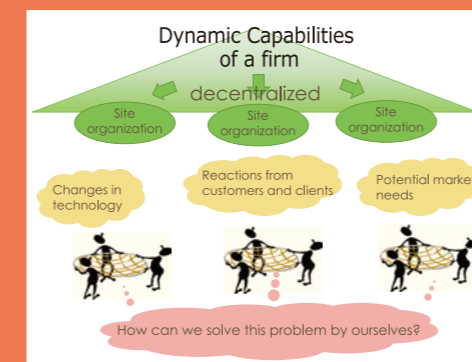 Dynamic Capabilities
of a firm
decentralized
Site
organization
Site
organization
Site
organization
Changes in
technology
Reactions from
customers and clients
Potential marke
needs
How can we solve this problem by ourselves?